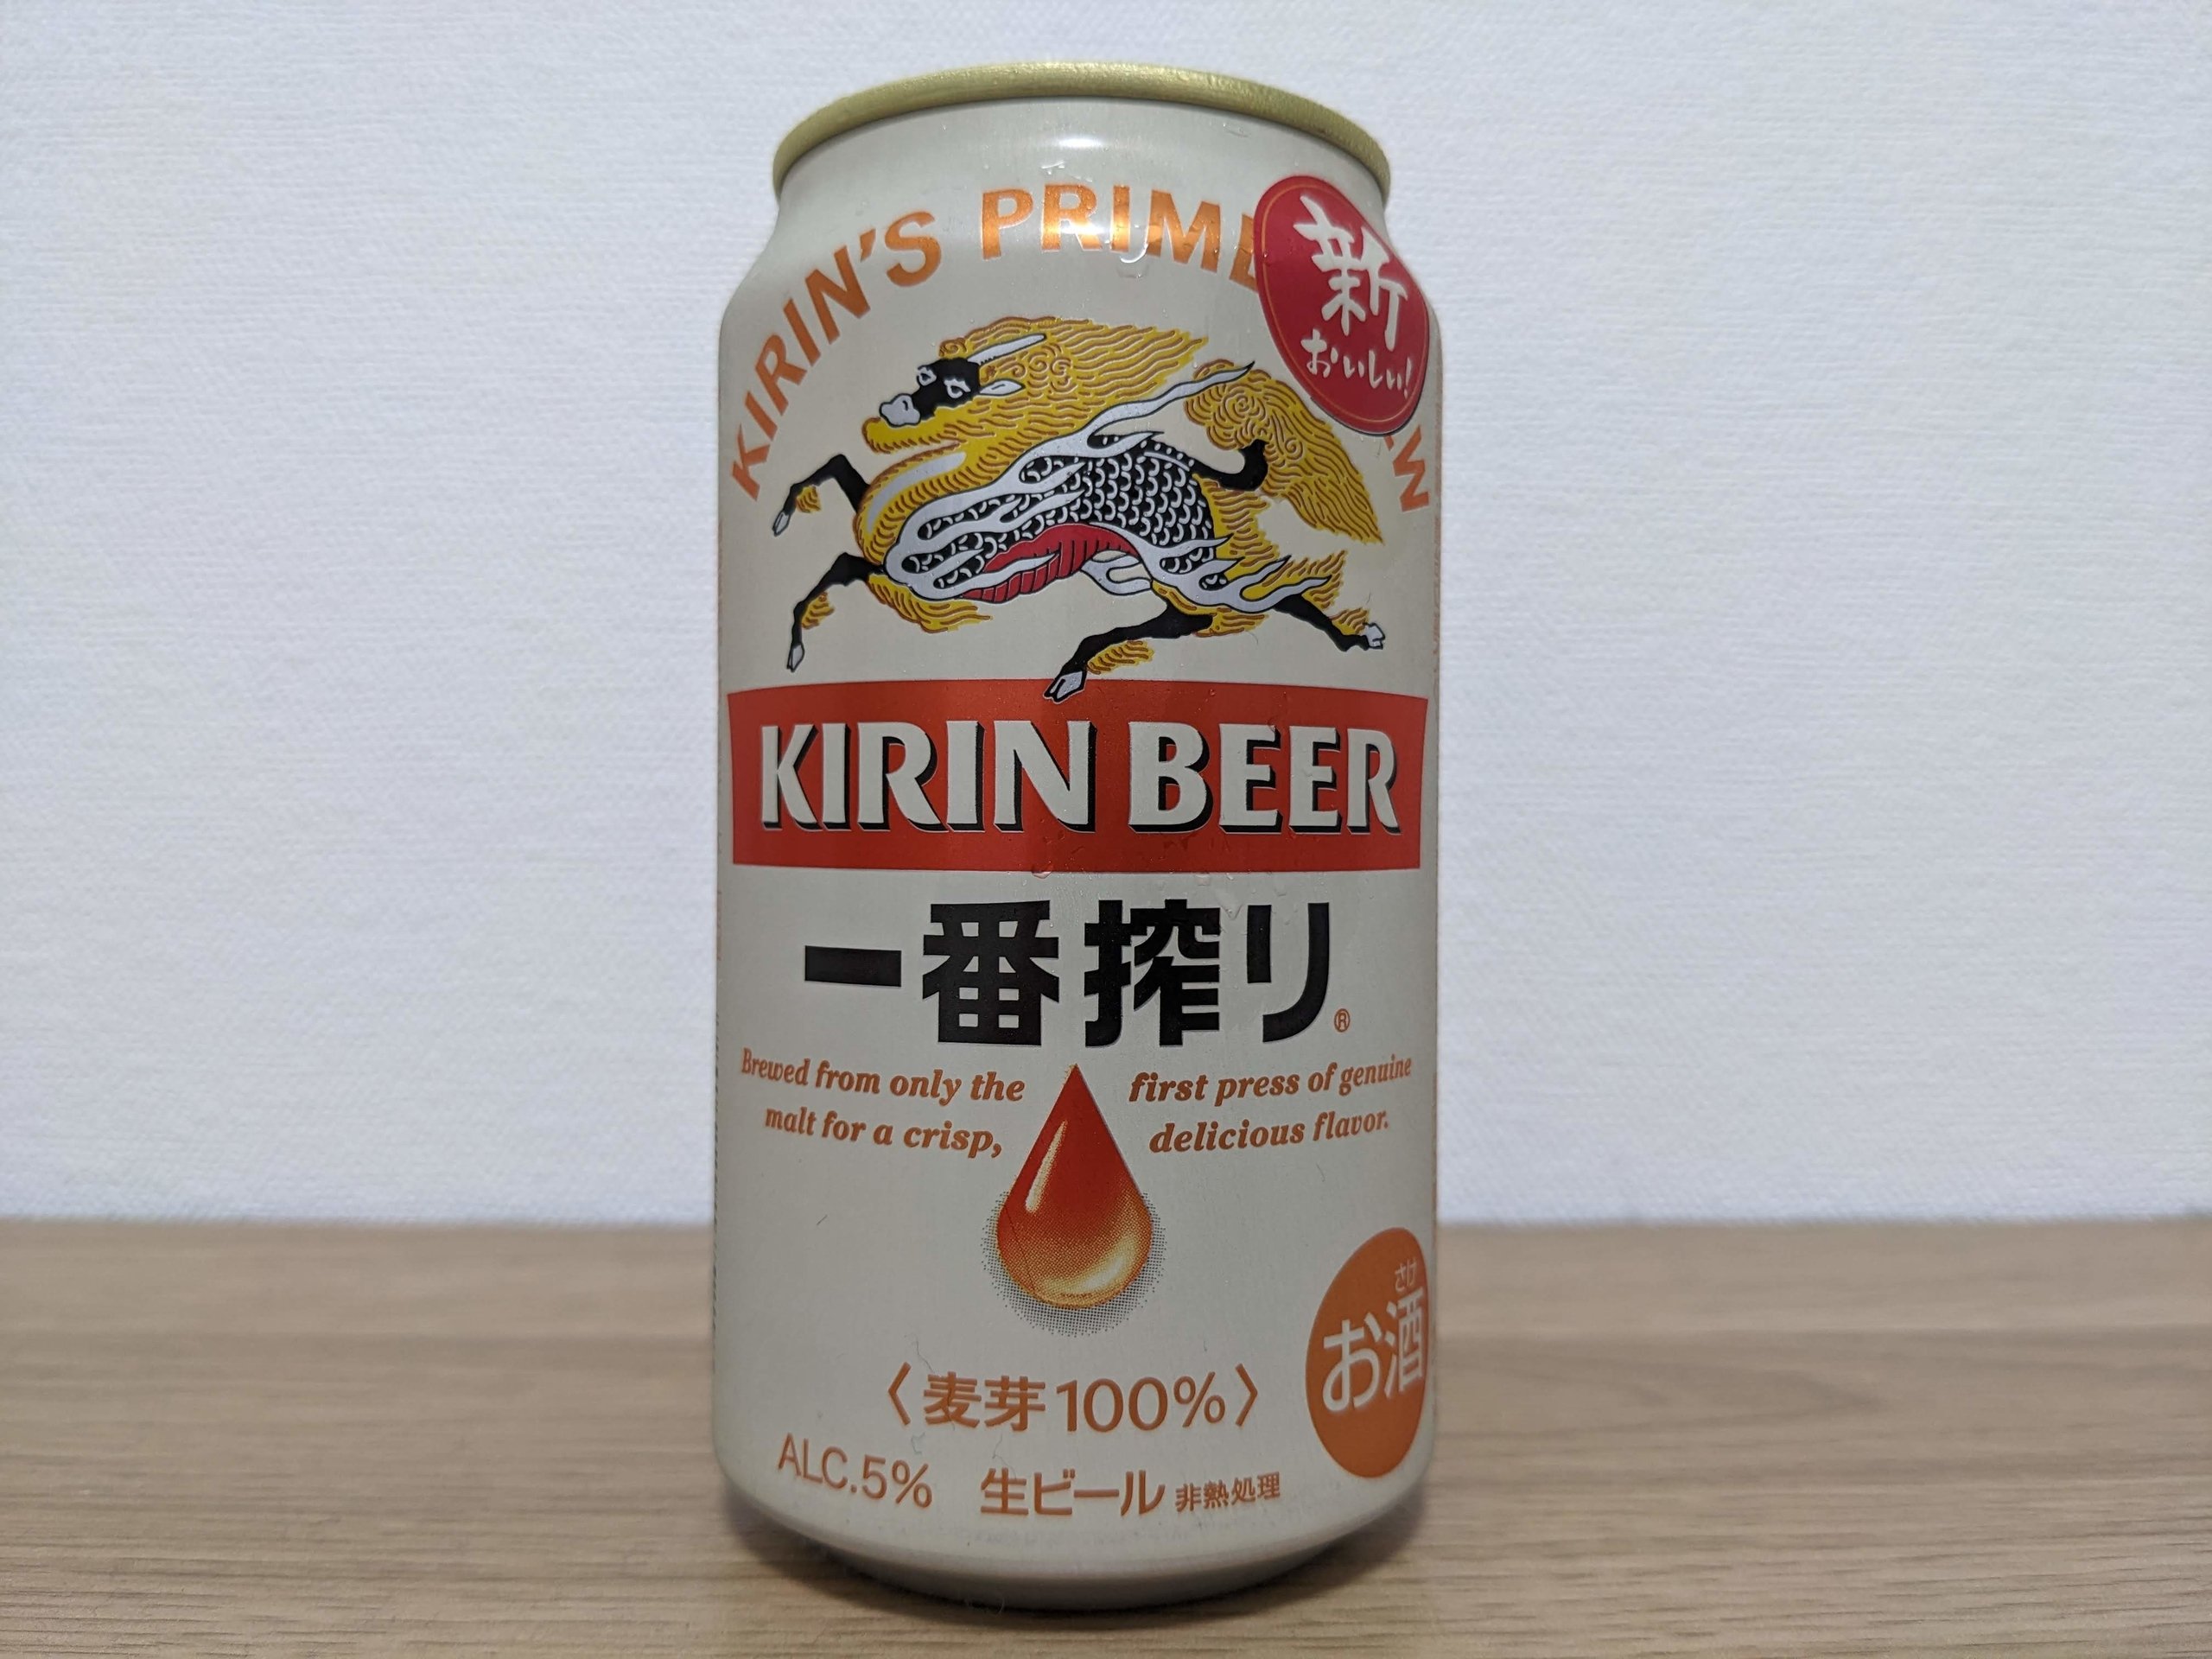 KIRIN'S PRIME
新
おいしい!
KIRIN BEER
一番搾り®
Brewed from only the first press of genuine
malt for a crisp, delicious flavor.
さけ
お酒
〈麦芽100%〉
ALC.5% 生ビール 非熱処理